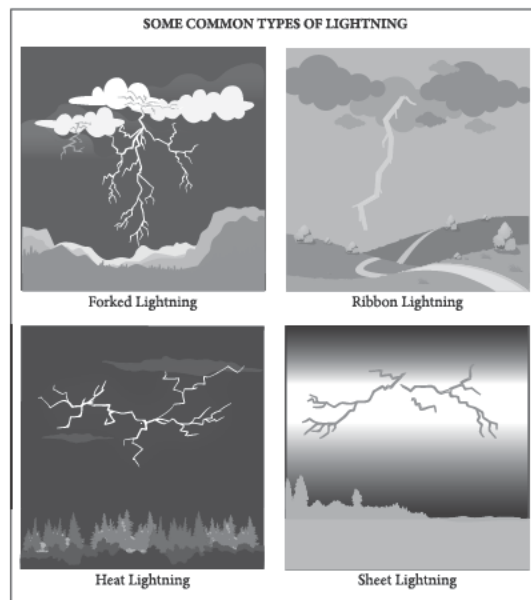 SOME COMMON TYPES OF LIGHTNING
Forked Lightning
Ribbon Lightning
Heat Lightning
Sheet Lightning